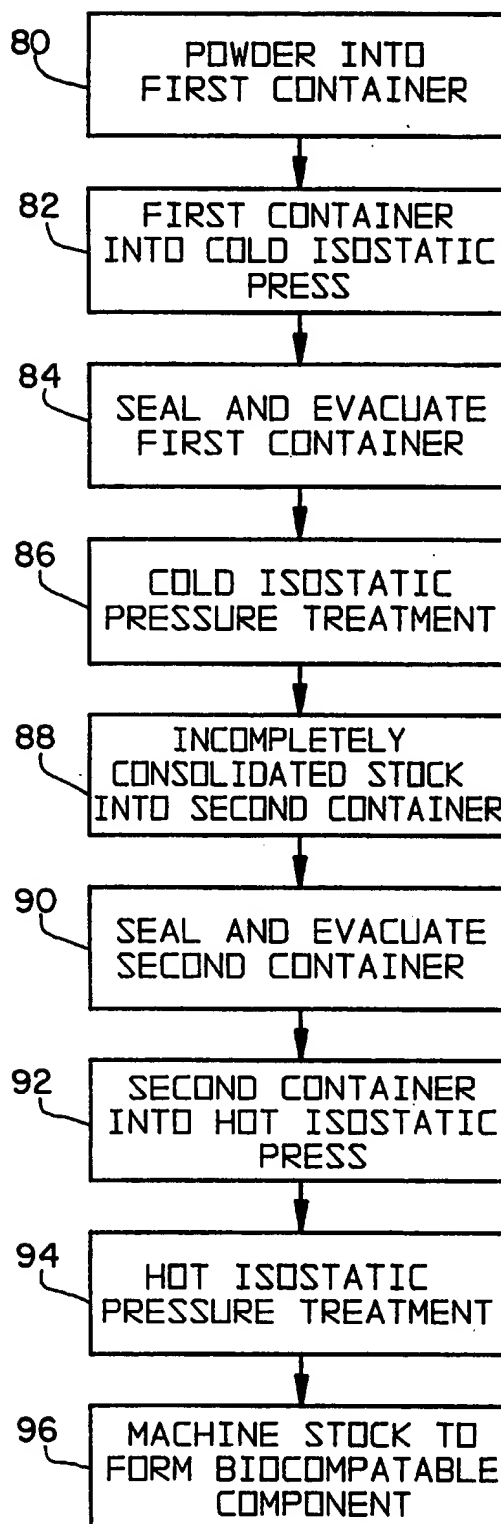 80
POWDER INTO
FIRST CONTAINER
82
FIRST CONTAINER
INTO COLD ISOSTATIC
PRESS
84
SEAL AND EVACUATE
FIRST CONTAINER
86
COLD ISOSTATIC
PRESSURE TREATMENT
88
INCOMPLETELY
CONSOLIDATED STOCK
INTO SECOND CONTAINER
90
SEAL AND EVACUATE
SECOND CONTAINER
92
SECOND CONTAINER
INTO HOT ISOSTATIC
PRESS
94
HOT ISOSTATIC
PRESSURE TREATMENT
96
MACHINE STOCK TO
FORM BIOCOMPATABLE
COMPONENT